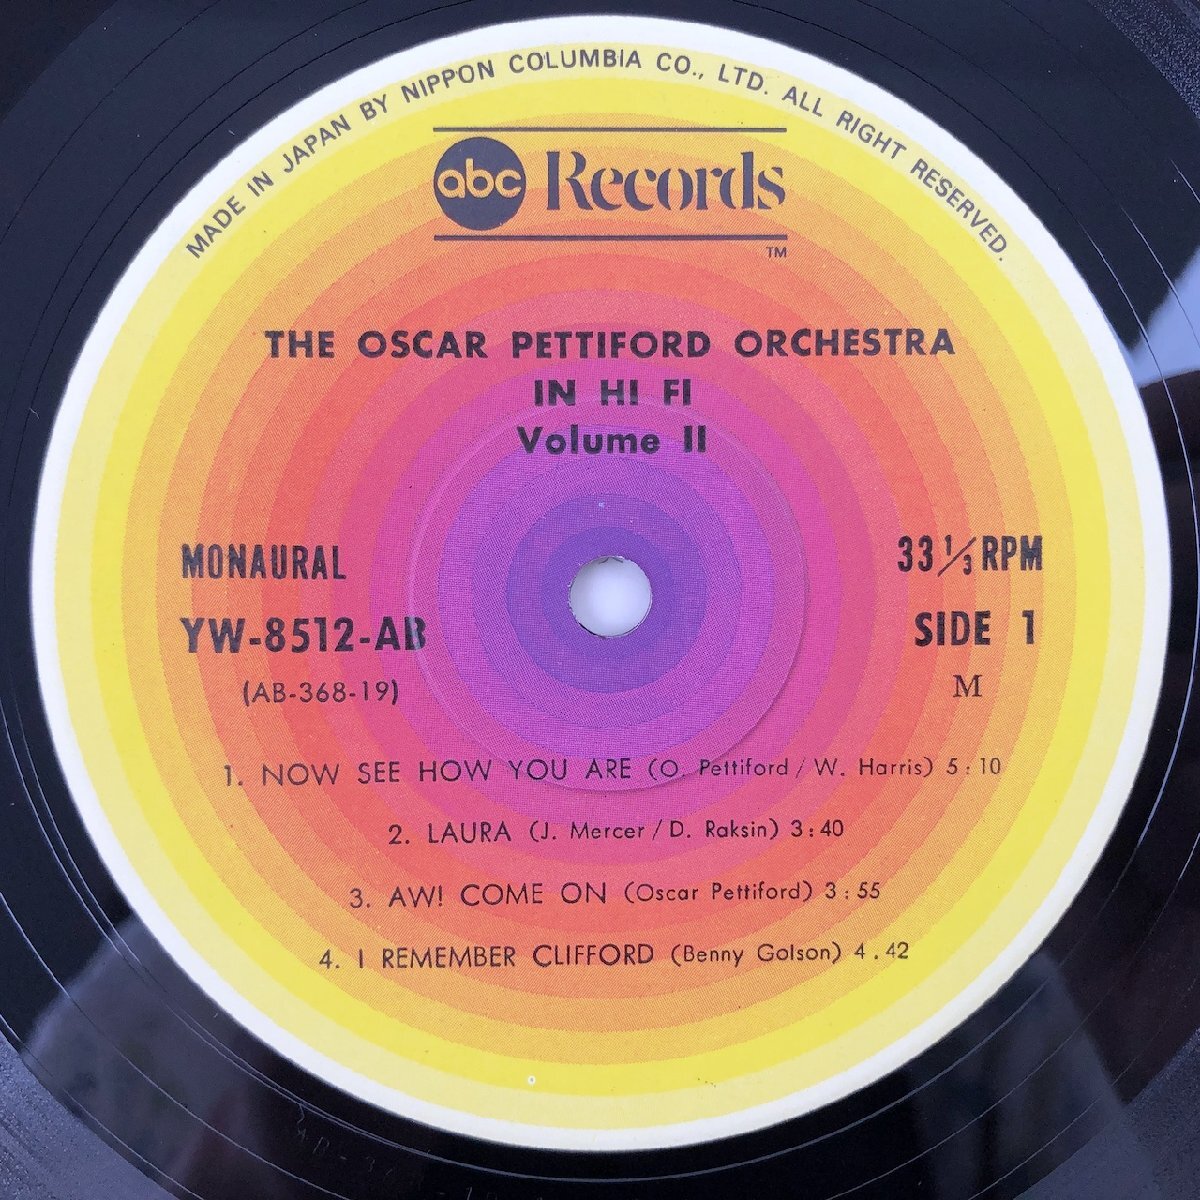 MADE IN JAPAN BY NIPPON COLUMBIA CO., LTD. ALL RIGHT RESERVED.
abc Records
TM
THE OSCAR PETTIFORD ORCHESTRA
IN HI FI
Volume II
MONAURAL
33 1/3 RPM
YW-8512-AB
SIDE 1
(AB-368-19)
M
1. NOW SEE HOW YOU ARE (O. Pettiford / W. Harris) 5 : 10
2. LAURA (J. Mercer / D. Raksin) 3 : 40
3. AW! COME ON (Oscar Pettiford) 3 : 55
4. I REMEMBER CLIFFORD (Benny Golson) 4 . 42